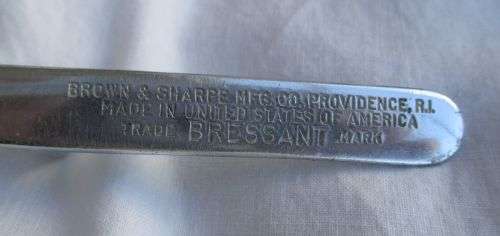 BROWN & SHARPE MFG. CO. PROVIDENCE, R.I.
MADE IN UNITED STATES OF AMERICA
TRADE BRESSANT MARK